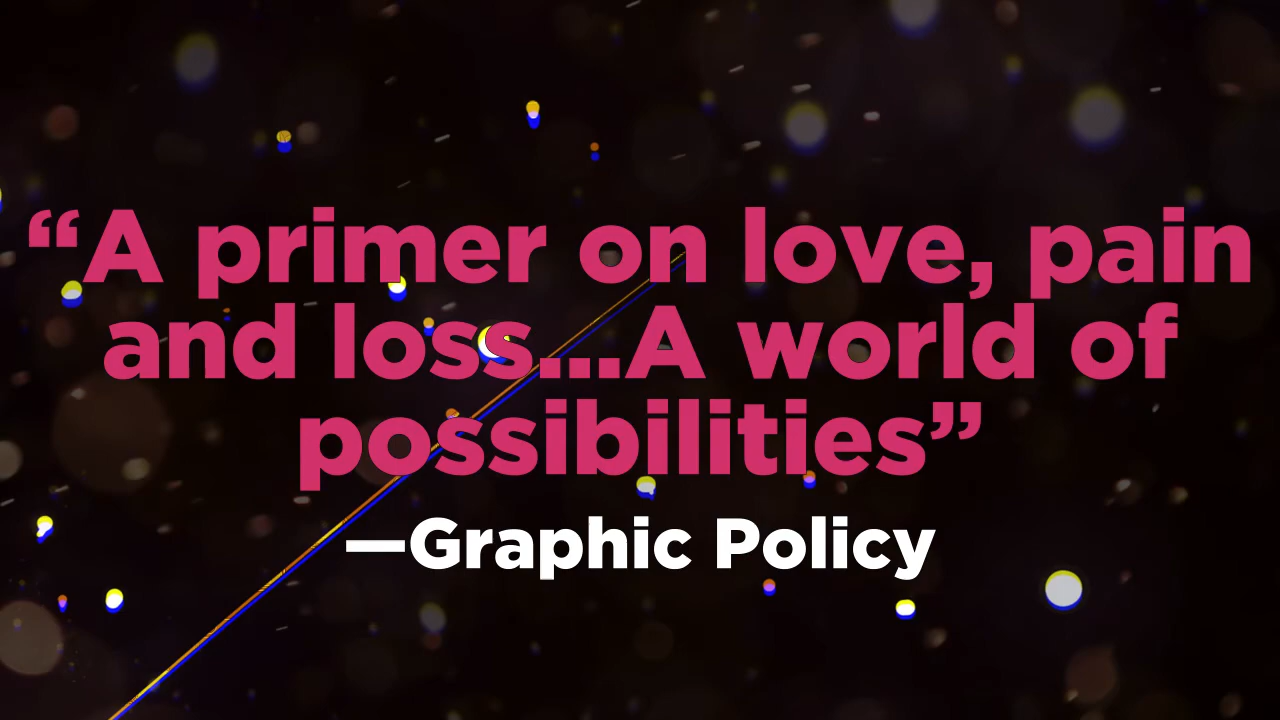 “A primer on love, pain
and loss...A world of
possibilities”
—Graphic Policy